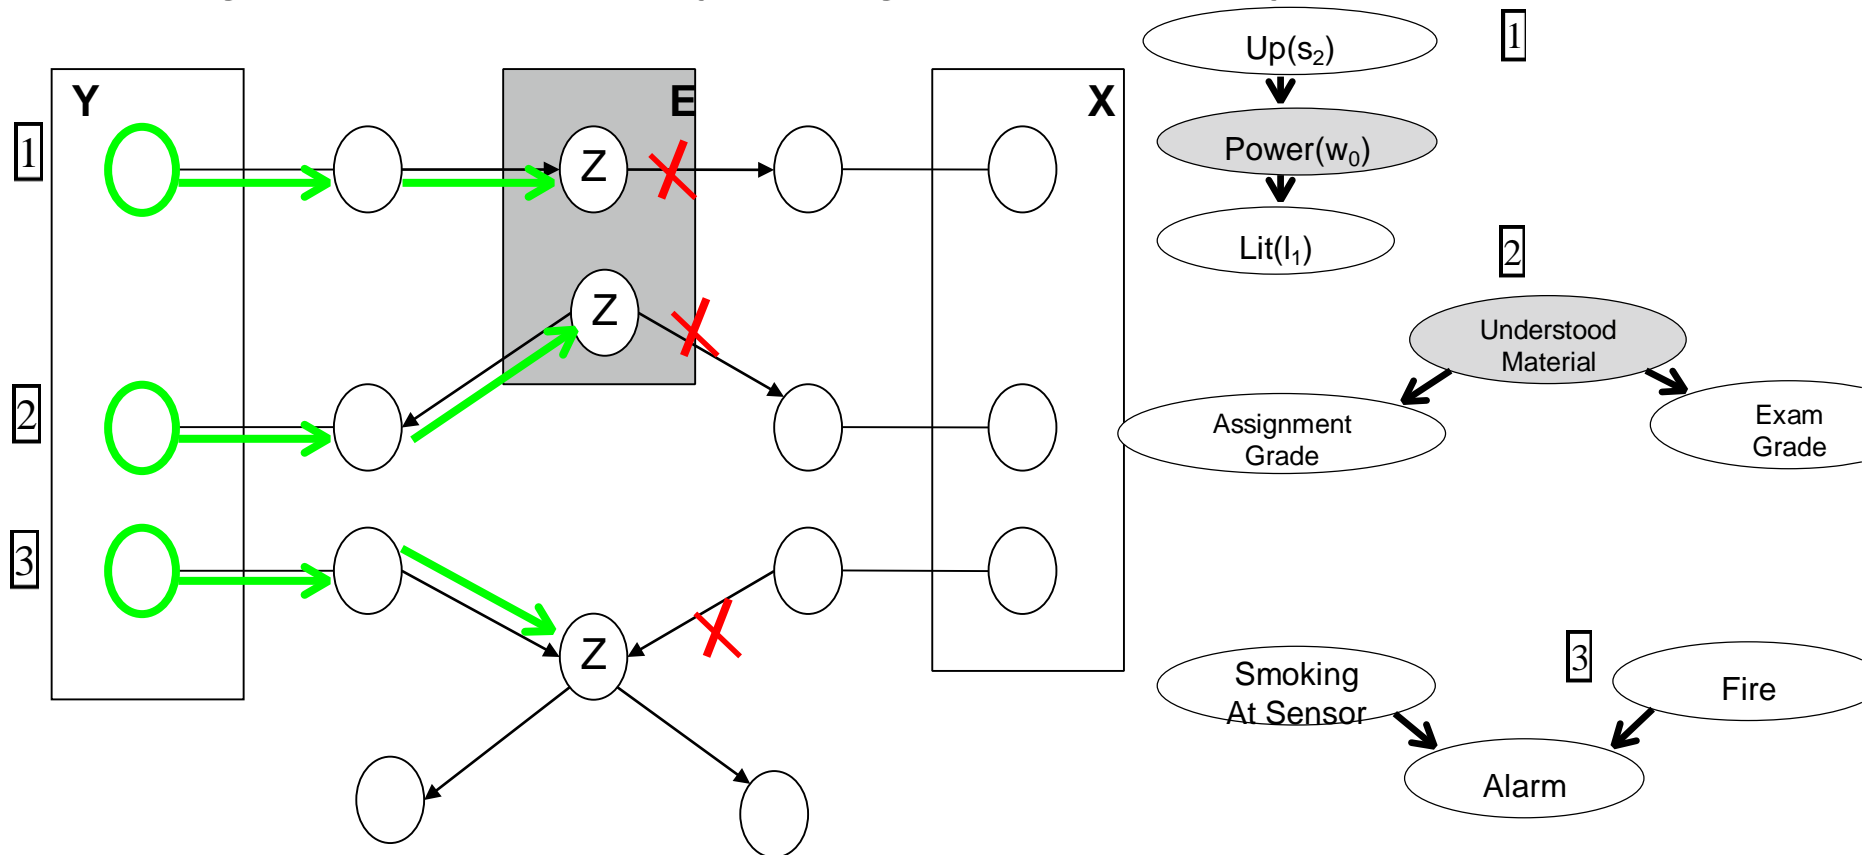 Y
E
X
1
Z
Z
2
3
Z
1
Up(s₂)
Power(w₀)
Lit(l₁)
2
Understood
Material
Assignment
Grade
Exam
Grade
3
Smoking
At Sensor
Fire
Alarm